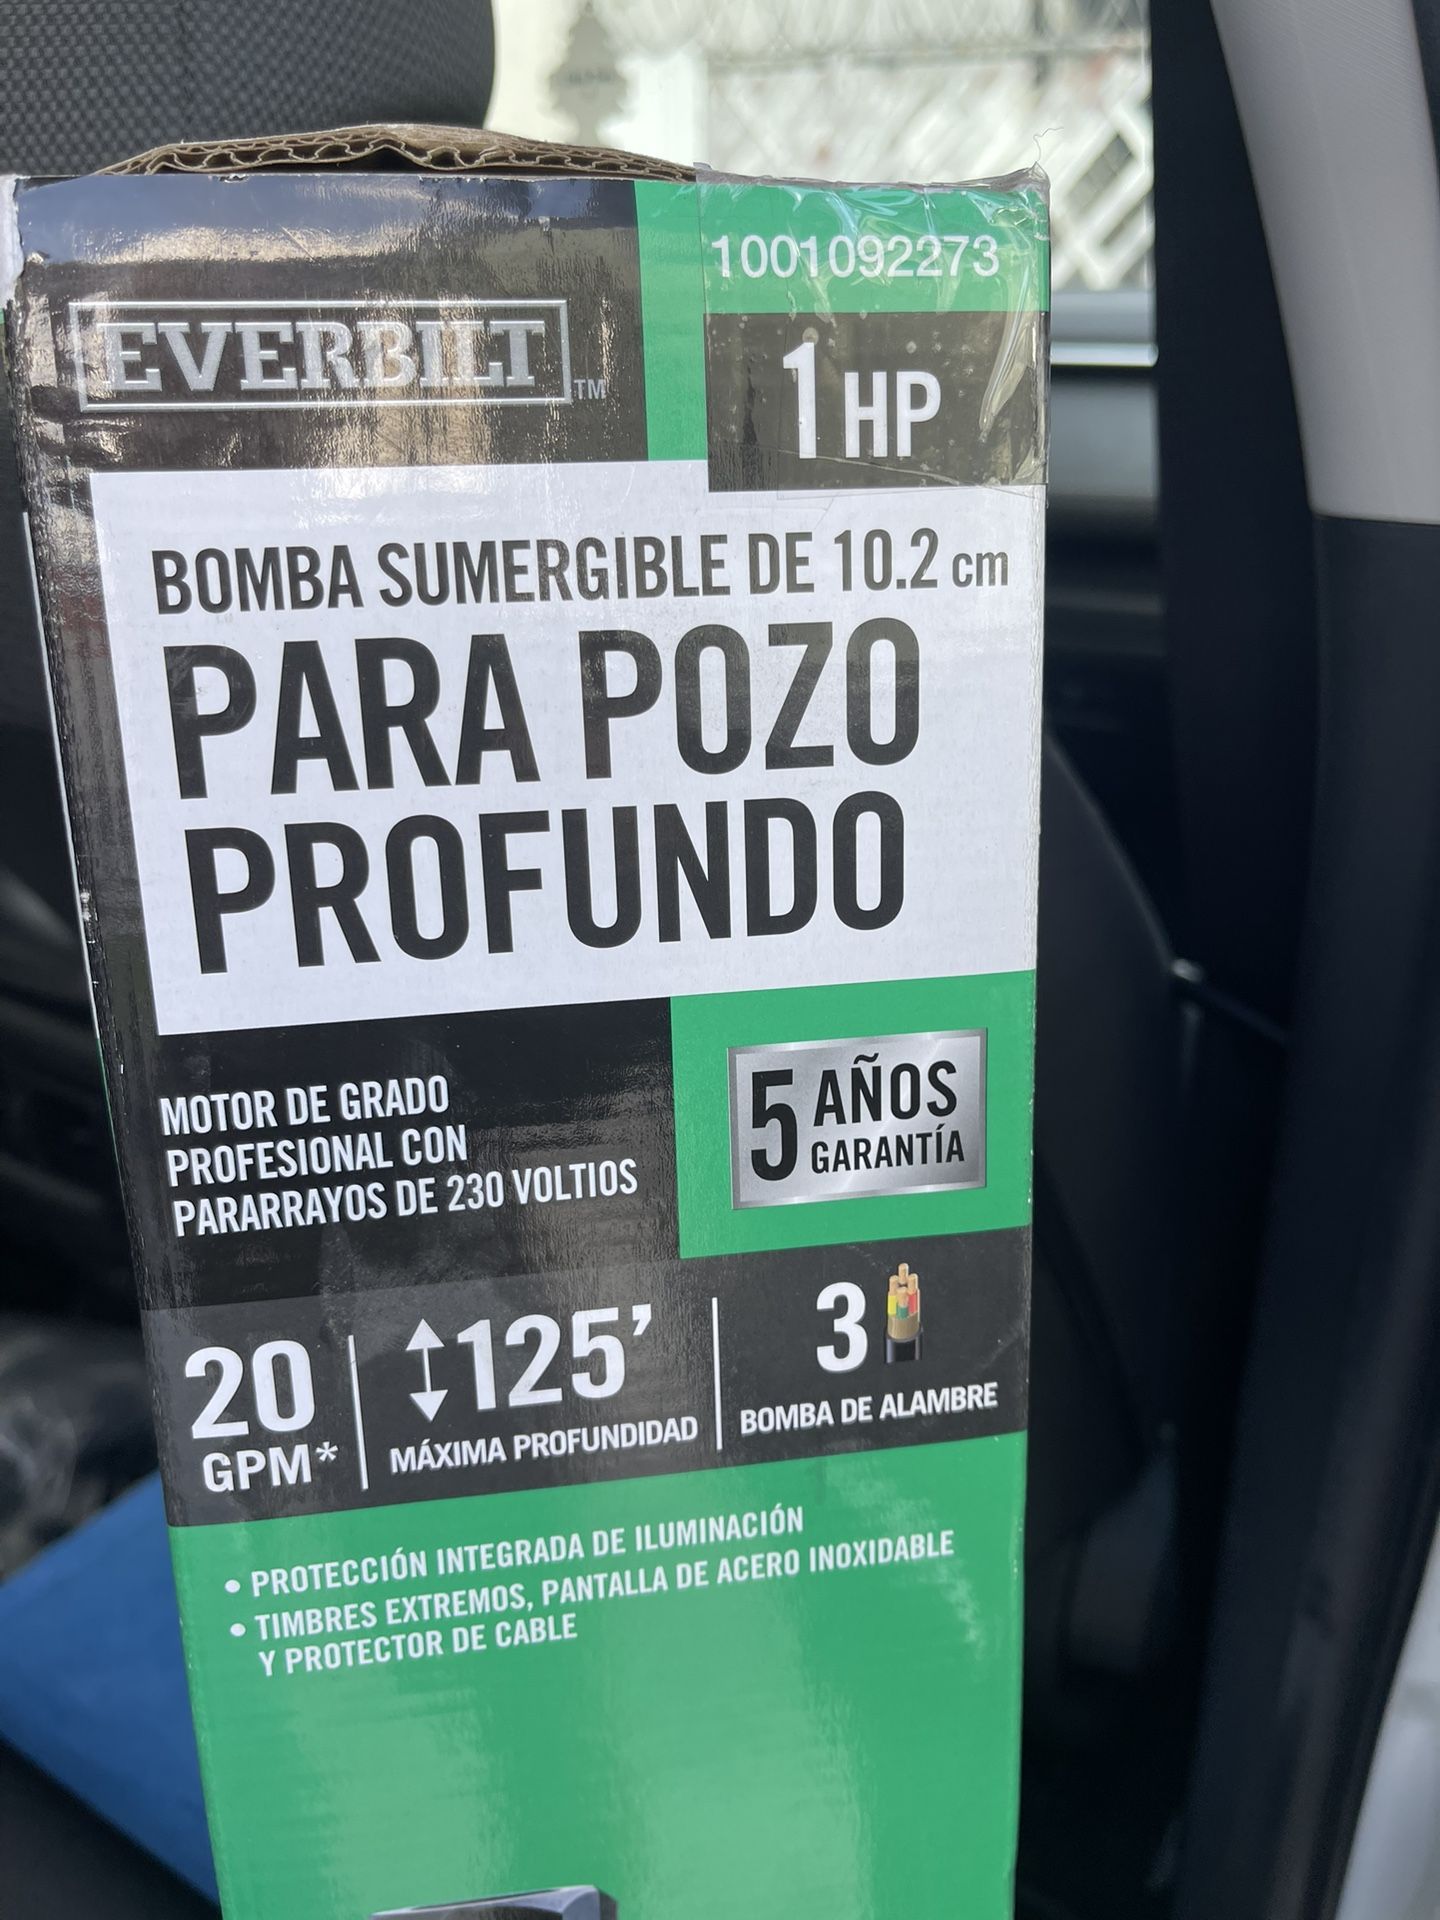 1001092273
EVERBILT™
1 HP
BOMBA SUMERGIBLE DE 10.2 cm
PARA POZO
PROFUNDO
MOTOR DE GRADO
PROFESIONAL CON
PARARRAYOS DE 230 VOLTIOS
5 AÑOS
GARANTÍA
20
GPM*
125’
MÁXIMA PROFUNDIDAD
3
BOMBA DE ALAMBRE
• PROTECCIÓN INTEGRADA DE ILUMINACIÓN
• TIMBRES EXTREMOS, PANTALLA DE ACERO INOXIDABLE
Y PROTECTOR DE CABLE